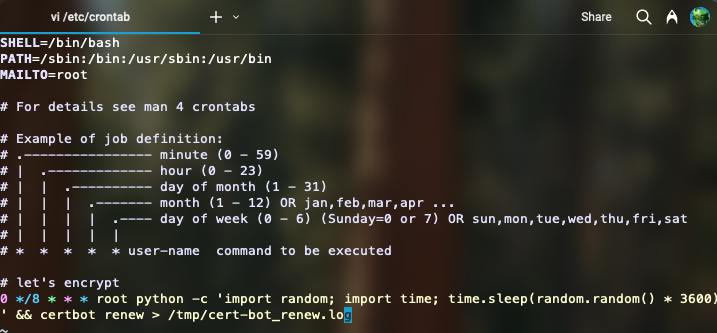 vi /etc/crontab
Share
SHELL=/bin/bash
PATH=/sbin:/bin:/usr/sbin:/usr/bin
MAILTO=root
# For details see man 4 crontabs
# Example of job definition:
# .---------------- minute (0 - 59)
# |  .------------- hour (0 - 23)
# |  |  .---------- day of month (1 - 31)
# |  |  |  .------- month (1 - 12) OR jan,feb,mar,apr ...
# |  |  |  |  .---- day of week (0 - 6) (Sunday=0 or 7) OR sun,mon,tue,wed,thu,fri,sat
# |  |  |  |  |
# *  *  *  *  * user-name  command to be executed
# let's encrypt
0 */8 * * * root python -c 'import random; import time; time.sleep(random.random() * 3600)
' && certbot renew > /tmp/cert-bot_renew.log
~